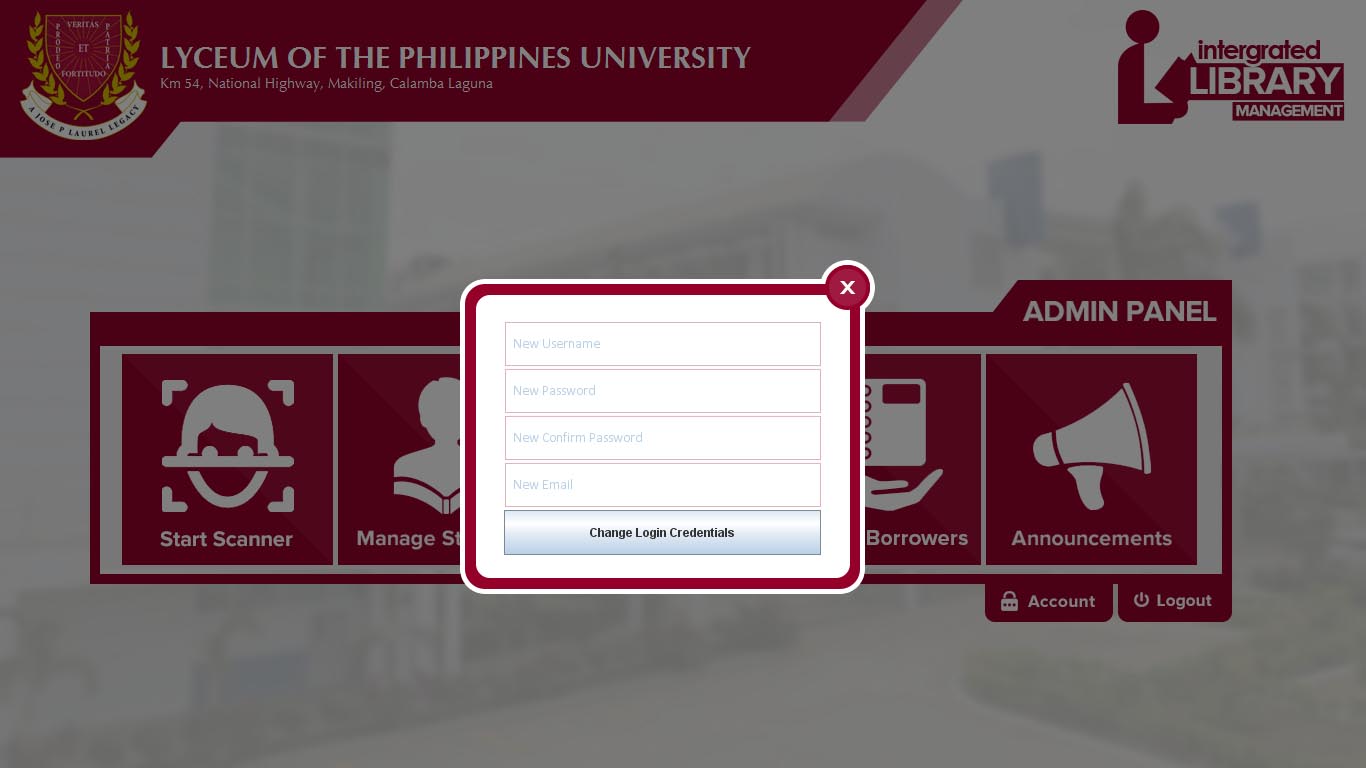 VERITAS
PRO DEO
ET
PATRIA
FORTITUDO
A JOSE P LAUREL LEGACY
LYCEUM OF THE PHILIPPINES UNIVERSITY
Km 54, National Highway, Makiling, Calamba Laguna
intergrated
LIBRARY
MANAGEMENT
X
ADMIN PANEL
New Username
New Password
New Confirm Password
New Email
Change Login Credentials
Start Scanner
Manage St
Borrowers
Announcements
Account
Logout